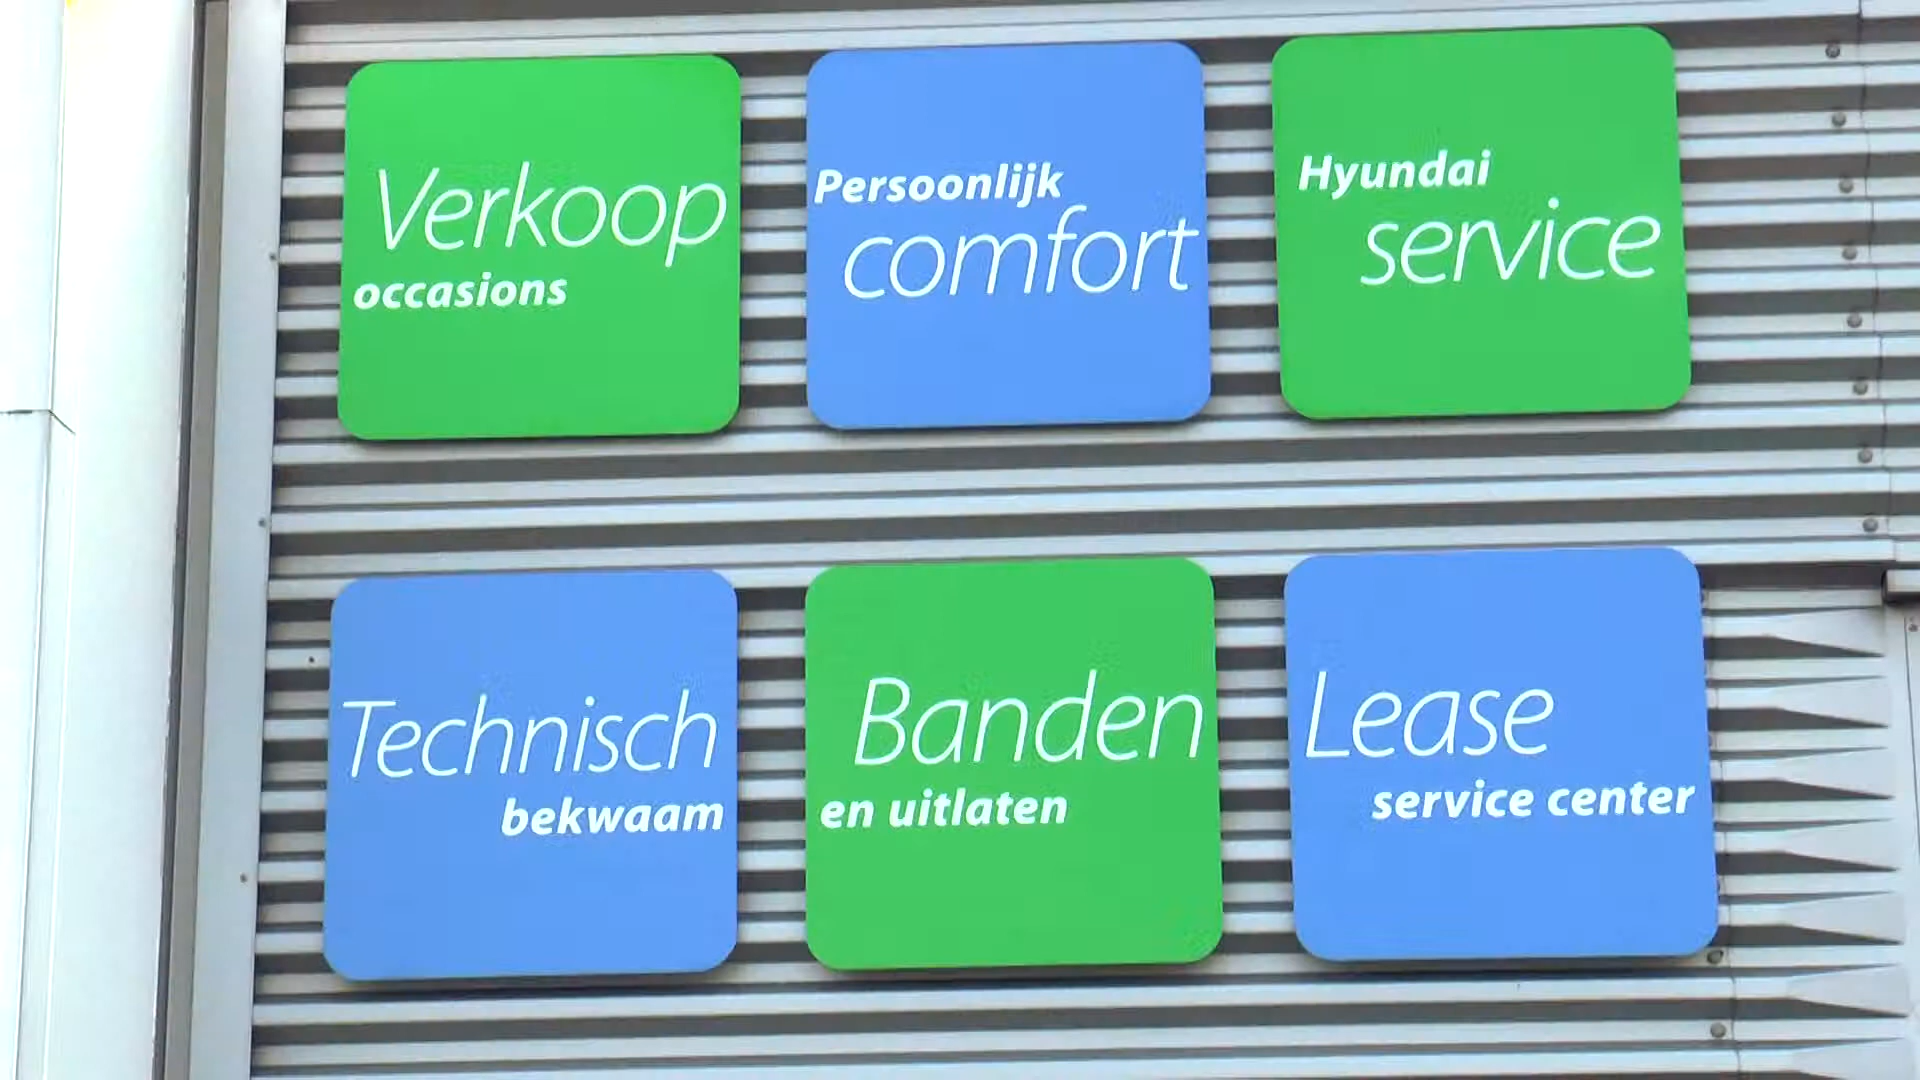 Verkoop
occasions
Persoonlijk
comfort
Hyundai
service
Technisch
bekwaam
Banden
en uitlaten
Lease
service center